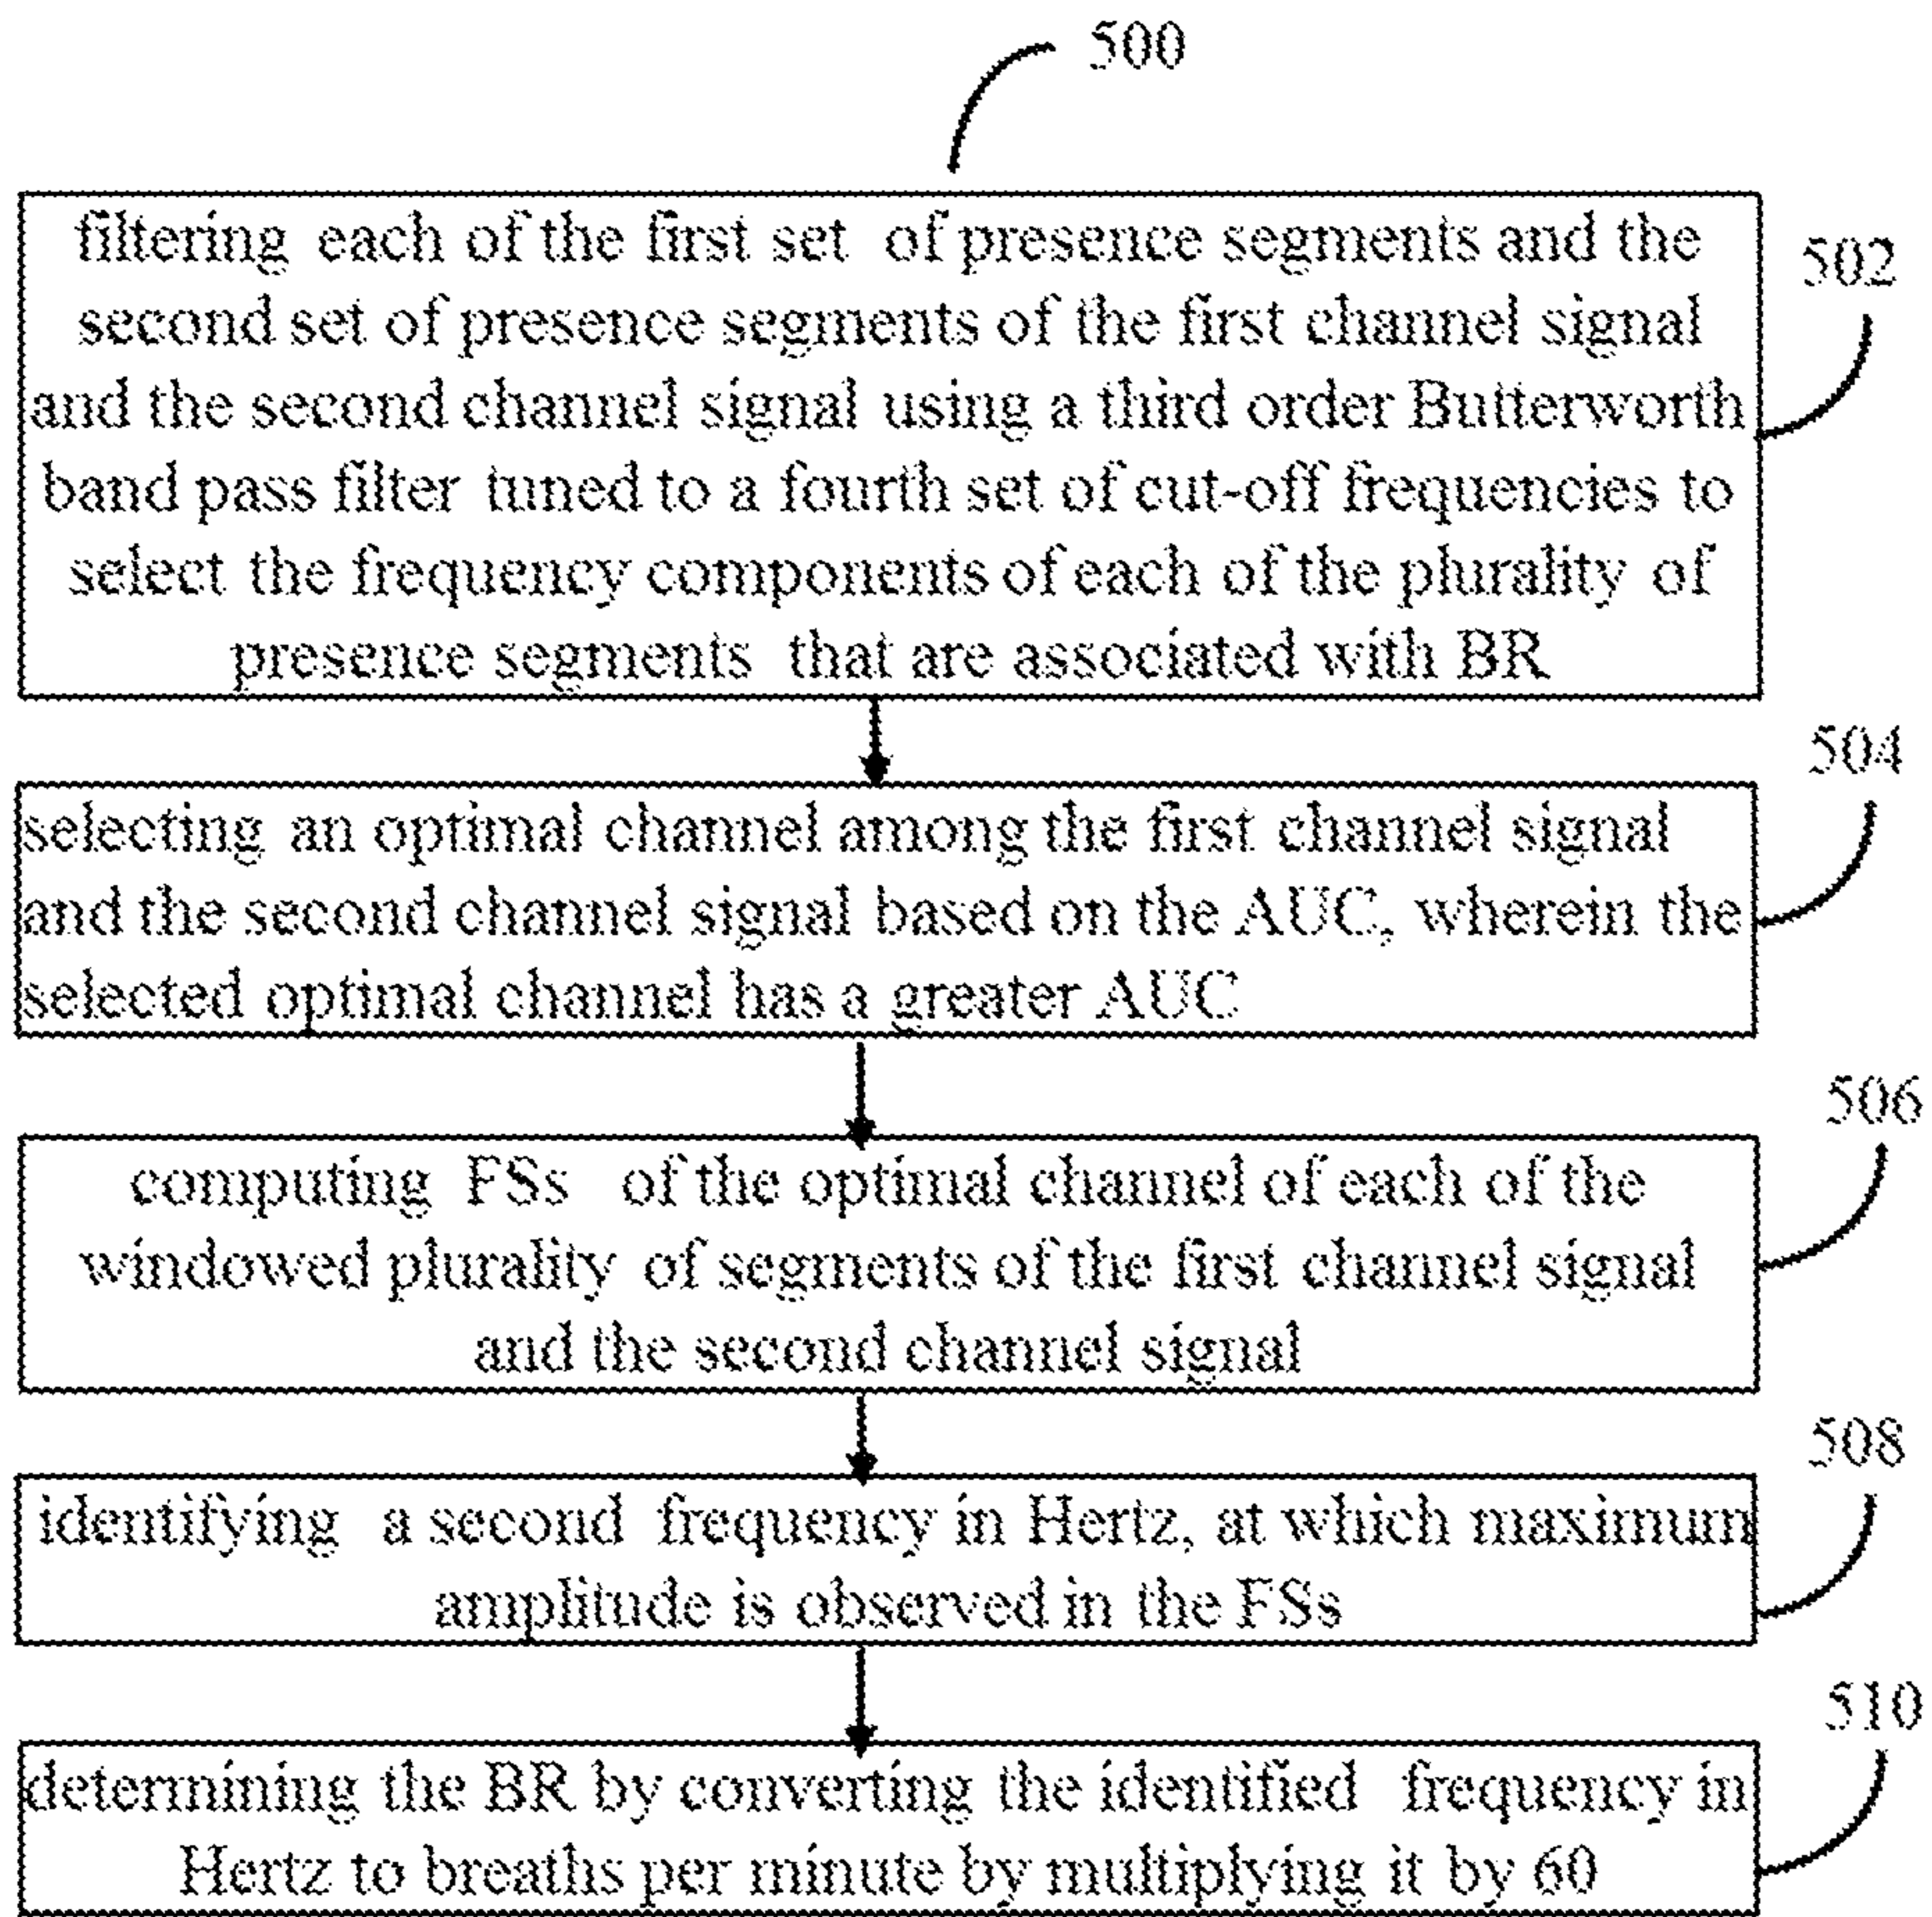 500
filtering each of the first set of presence segments and the
second set of presence segments of the first channel signal
and the second channel signal using a third order Butterworth
band pass filter tuned to a fourth set of cut-off frequencies to
select the frequency components of each of the plurality of
presence segments that are associated with BR
502
selecting an optimal channel among the first channel signal
and the second channel signal based on the AUC, wherein the
selected optimal channel has a greater AUC
504
computing FSs of the optimal channel of each of the
windowed plurality of segments of the first channel signal
and the second channel signal
506
identifying a second frequency in Hertz, at which maximum
amplitude is observed in the FSs
508
determining the BR by converting the identified frequency in
Hertz to breaths per minute by multiplying it by 60
510